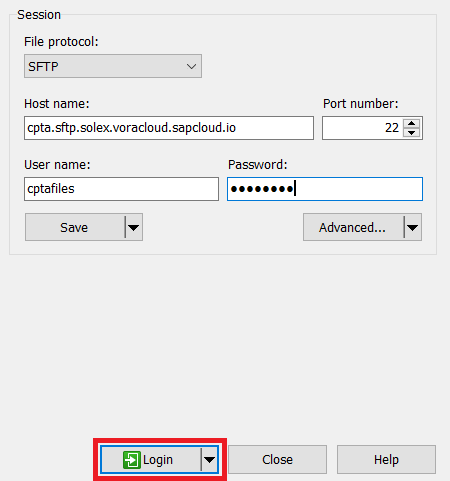 Session
File protocol:
SFTP
Host name: Port number:
cpta.sftp.solex.voracloud.sapcloud.io 22
User name: Password:
cptafiles ●●●●●●●●
Save Advanced...
Login Close Help